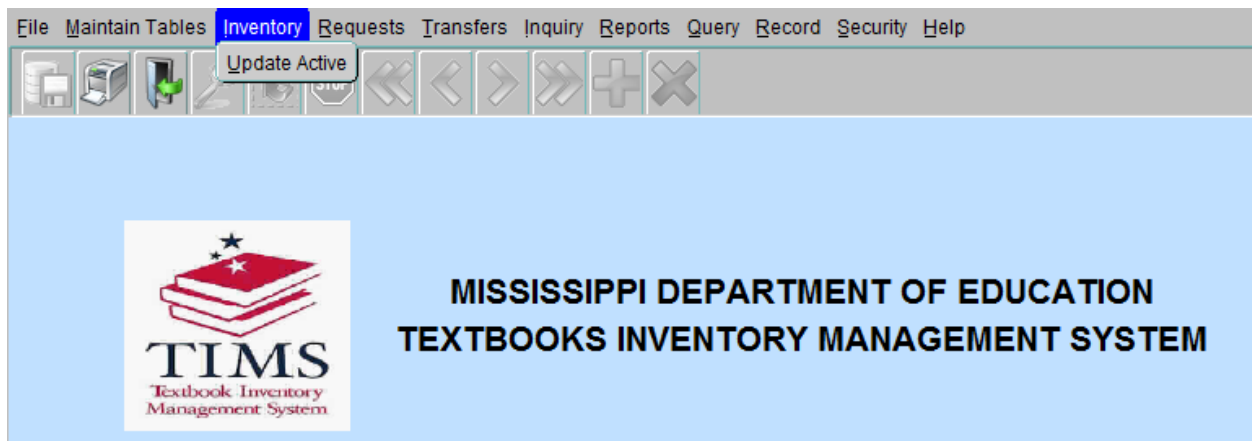 File Maintain Tables Inventory Requests Transfers Inquiry Reports Query Record Security Help
Update Active
STOP
MISSISSIPPI DEPARTMENT OF EDUCATION
TEXTBOOKS INVENTORY MANAGEMENT SYSTEM
TIMS
Textbook Inventory
Management System